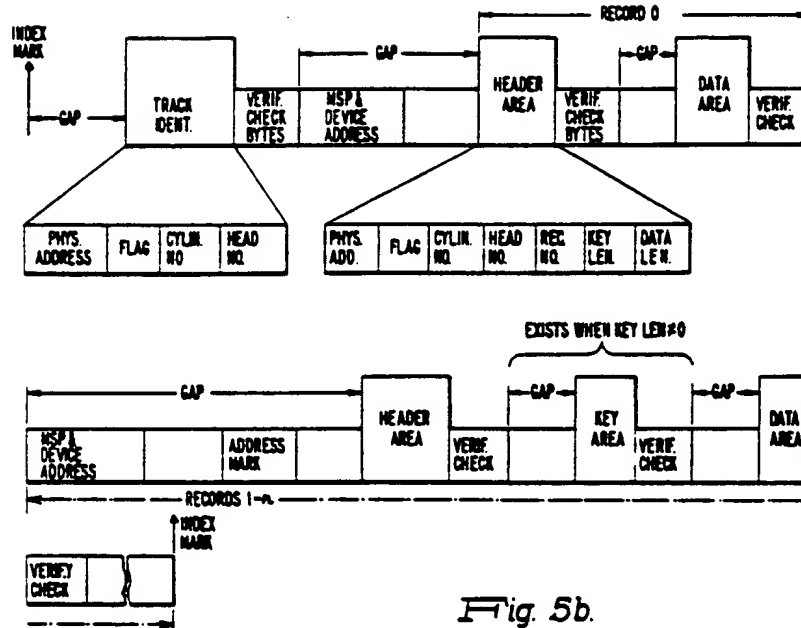 RECORD 0
INDEX
MARK
GAP
TRACK
IDENT.
VERIF.
CHECK
BYTES
GAP
MSP &
DEVICE
ADDRESS
HEADER
AREA
VERIF.
CHECK
BYTES
GAP
DATA
AREA
VERIF.
CHECK
PHYS.
ADDRESS
FLAG
CYLIN.
NO
HEAD
NO.
PHYS.
ADD.
FLAG
CYLIN.
NO.
HEAD
NO.
REC.
NO.
KEY
LEN.
DATA
LEN.
EXISTS WHEN KEY LEN≠0
GAP
MSP &
DEVICE
ADDRESS
ADDRESS
MARK
HEADER
AREA
VERIF.
CHECK
GAP
KEY
AREA
VERIF.
CHECK
GAP
DATA
AREA
RECORDS 1-n
INDEX
MARK
VERIFY
CHECK
Fig. 5b.